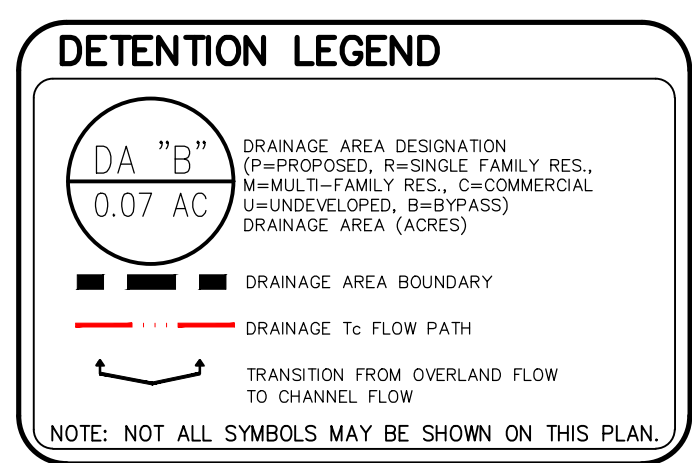 DETENTION LEGEND
DA "B"
0.07 AC
DRAINAGE AREA DESIGNATION
(P=PROPOSED, R=SINGLE FAMILY RES.,
M=MULTI-FAMILY RES., C=COMMERCIAL
U=UNDEVELOPED, B=BYPASS)
DRAINAGE AREA (ACRES)
DRAINAGE AREA BOUNDARY
DRAINAGE Tc FLOW PATH
TRANSITION FROM OVERLAND FLOW
TO CHANNEL FLOW
NOTE: NOT ALL SYMBOLS MAY BE SHOWN ON THIS PLAN.